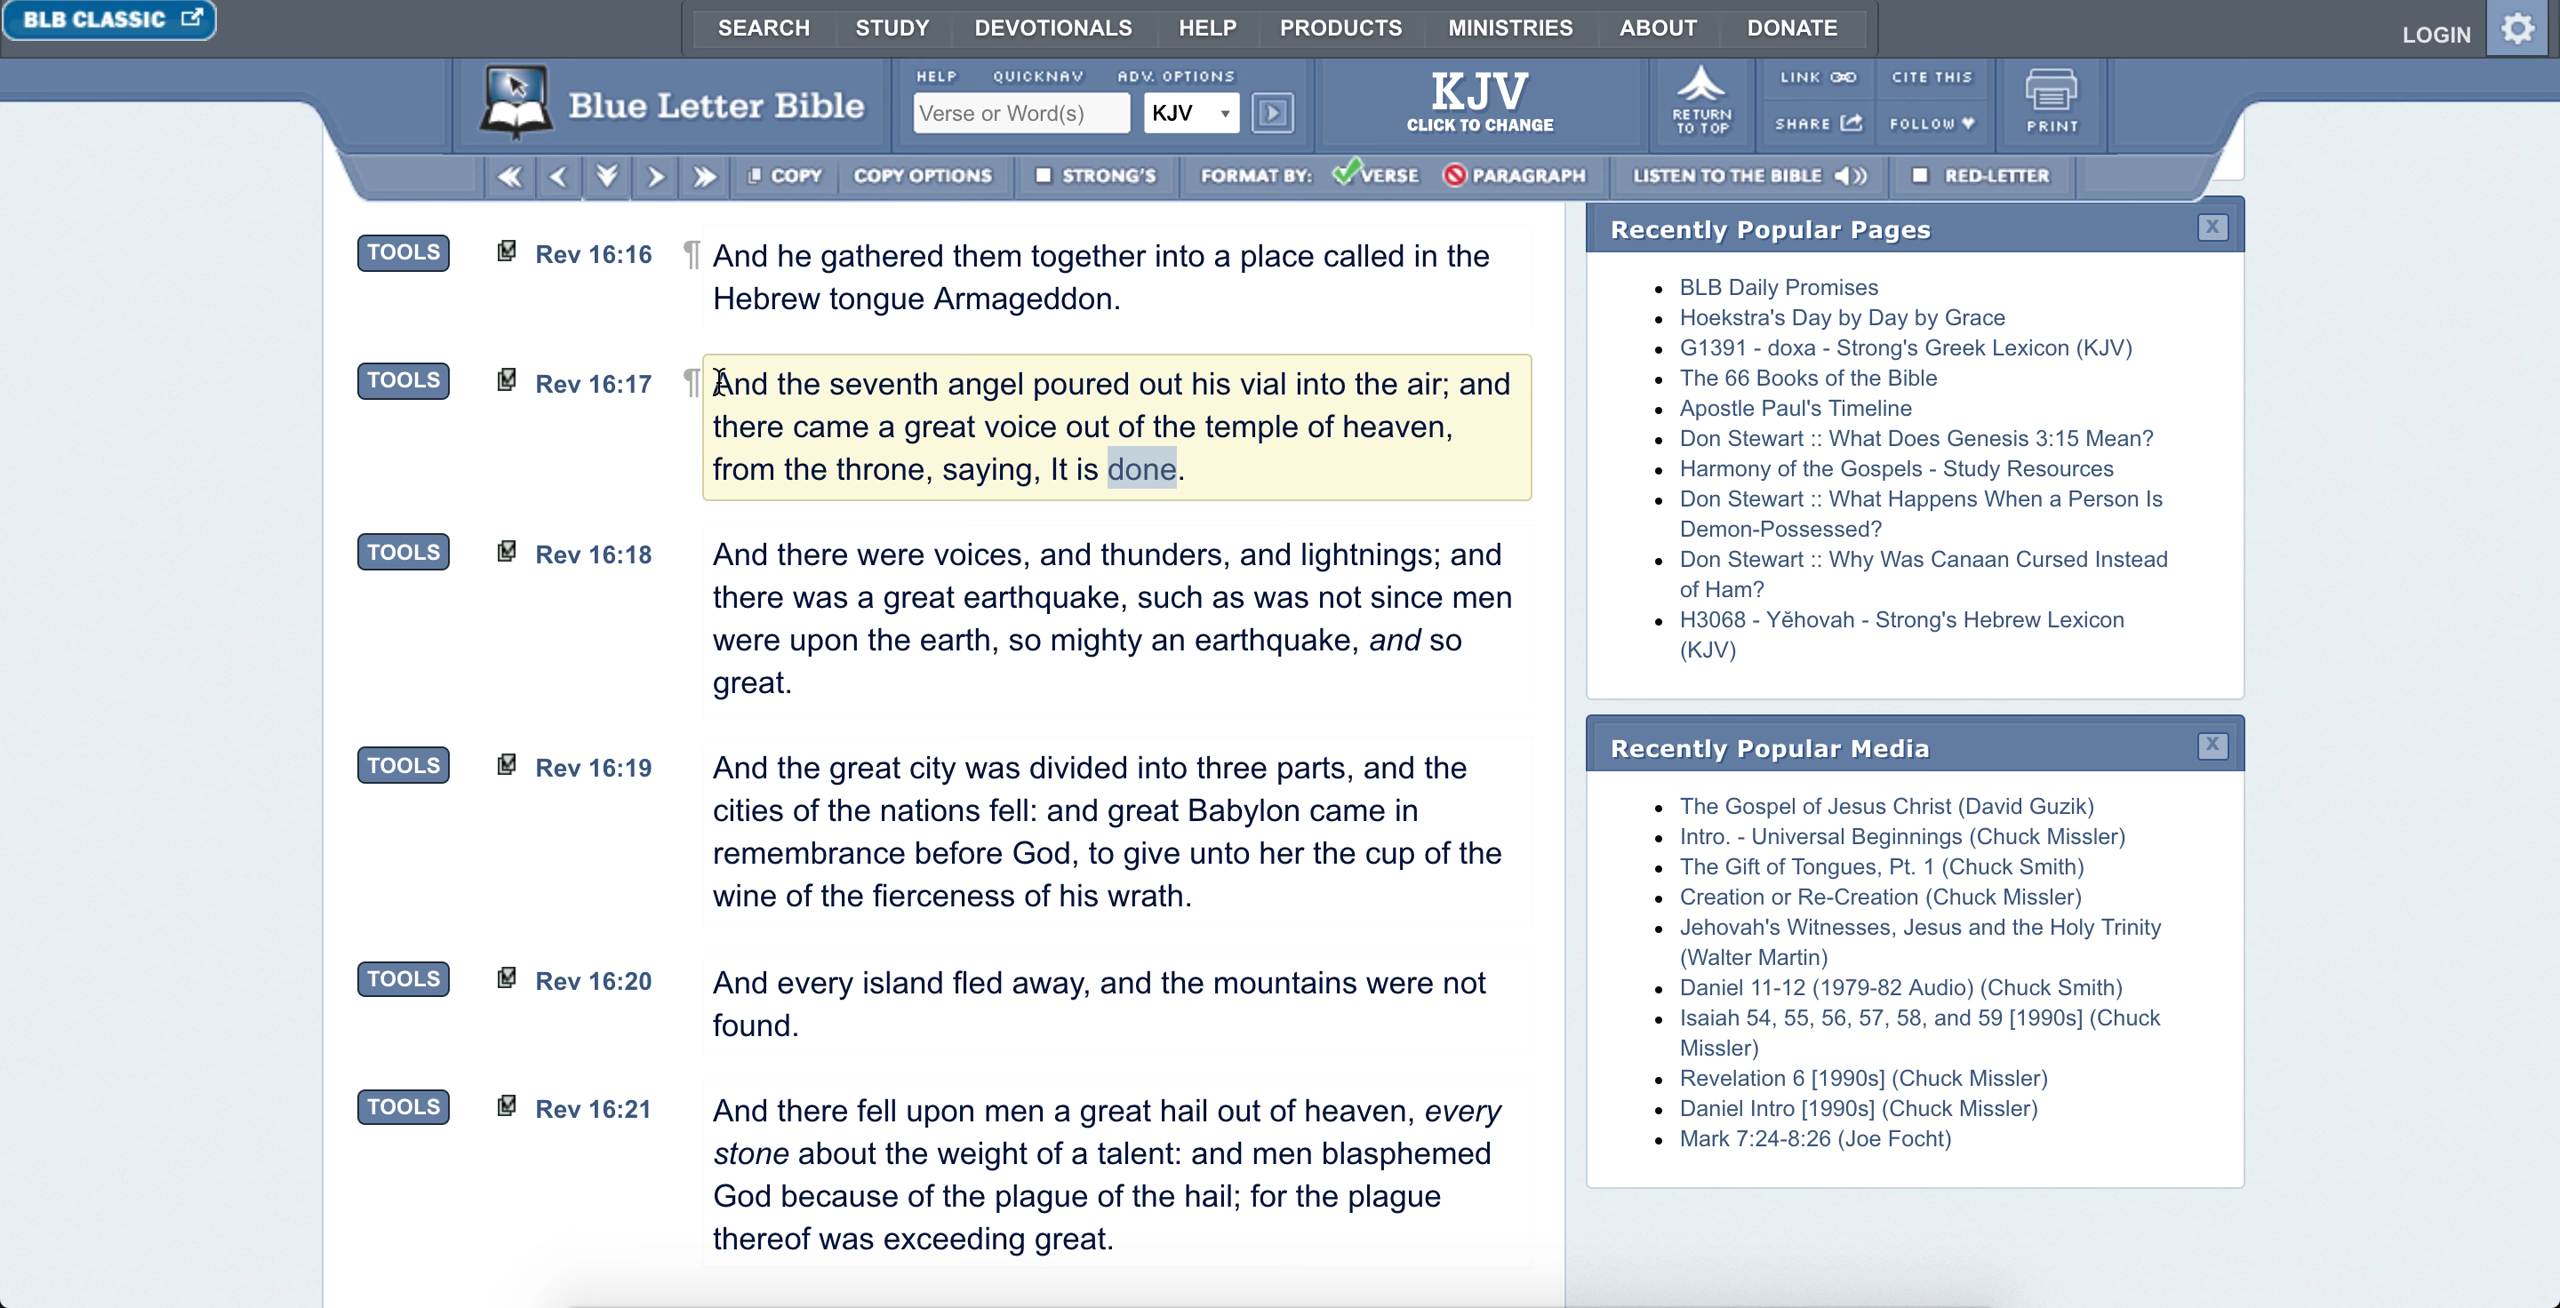 BLB CLASSIC
SEARCH STUDY DEVOTIONALS HELP PRODUCTS MINISTRIES ABOUT DONATE
LOGIN
Blue Letter Bible
HELP QUICKNAV ADV. OPTIONS
Verse or Word(s) KJV
KJV
CLICK TO CHANGE
RETURN
TO TOP
LINK CITE THIS
SHARE FOLLOW
PRINT
COPY COPY OPTIONS STRONG'S FORMAT BY: VERSE PARAGRAPH LISTEN TO THE BIBLE RED-LETTER
TOOLS Rev 16:16 ¶ And he gathered them together into a place called in the
Hebrew tongue Armageddon.
TOOLS Rev 16:17 ¶ And the seventh angel poured out his vial into the air; and
there came a great voice out of the temple of heaven,
from the throne, saying, It is done.
TOOLS Rev 16:18 And there were voices, and thunders, and lightnings; and
there was a great earthquake, such as was not since men
were upon the earth, so mighty an earthquake, and so
great.
TOOLS Rev 16:19 And the great city was divided into three parts, and the
cities of the nations fell: and great Babylon came in
remembrance before God, to give unto her the cup of the
wine of the fierceness of his wrath.
TOOLS Rev 16:20 And every island fled away, and the mountains were not
found.
TOOLS Rev 16:21 And there fell upon men a great hail out of heaven, every
stone about the weight of a talent: and men blasphemed
God because of the plague of the hail; for the plague
thereof was exceeding great.
Recently Popular Pages X
• BLB Daily Promises
• Hoekstra's Day by Day by Grace
• G1391 - doxa - Strong's Greek Lexicon (KJV)
• The 66 Books of the Bible
• Apostle Paul's Timeline
• Don Stewart :: What Does Genesis 3:15 Mean?
• Harmony of the Gospels - Study Resources
• Don Stewart :: What Happens When a Person Is
Demon-Possessed?
• Don Stewart :: Why Was Canaan Cursed Instead
of Ham?
• H3068 - Yĕhovah - Strong's Hebrew Lexicon
(KJV)
Recently Popular Media X
• The Gospel of Jesus Christ (David Guzik)
• Intro. - Universal Beginnings (Chuck Missler)
• The Gift of Tongues, Pt. 1 (Chuck Smith)
• Creation or Re-Creation (Chuck Missler)
• Jehovah's Witnesses, Jesus and the Holy Trinity
(Walter Martin)
• Daniel 11-12 (1979-82 Audio) (Chuck Smith)
• Isaiah 54, 55, 56, 57, 58, and 59 [1990s] (Chuck
Missler)
• Revelation 6 [1990s] (Chuck Missler)
• Daniel Intro [1990s] (Chuck Missler)
• Mark 7:24-8:26 (Joe Focht)